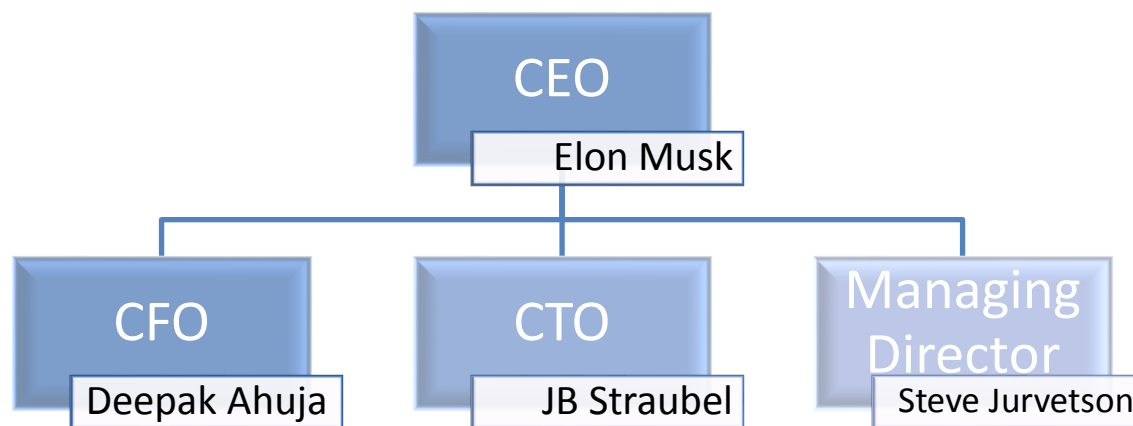 CEO
Elon Musk
CFO
Deepak Ahuja
CTO
JB Straubel
Managing
Director
Steve Jurvetson